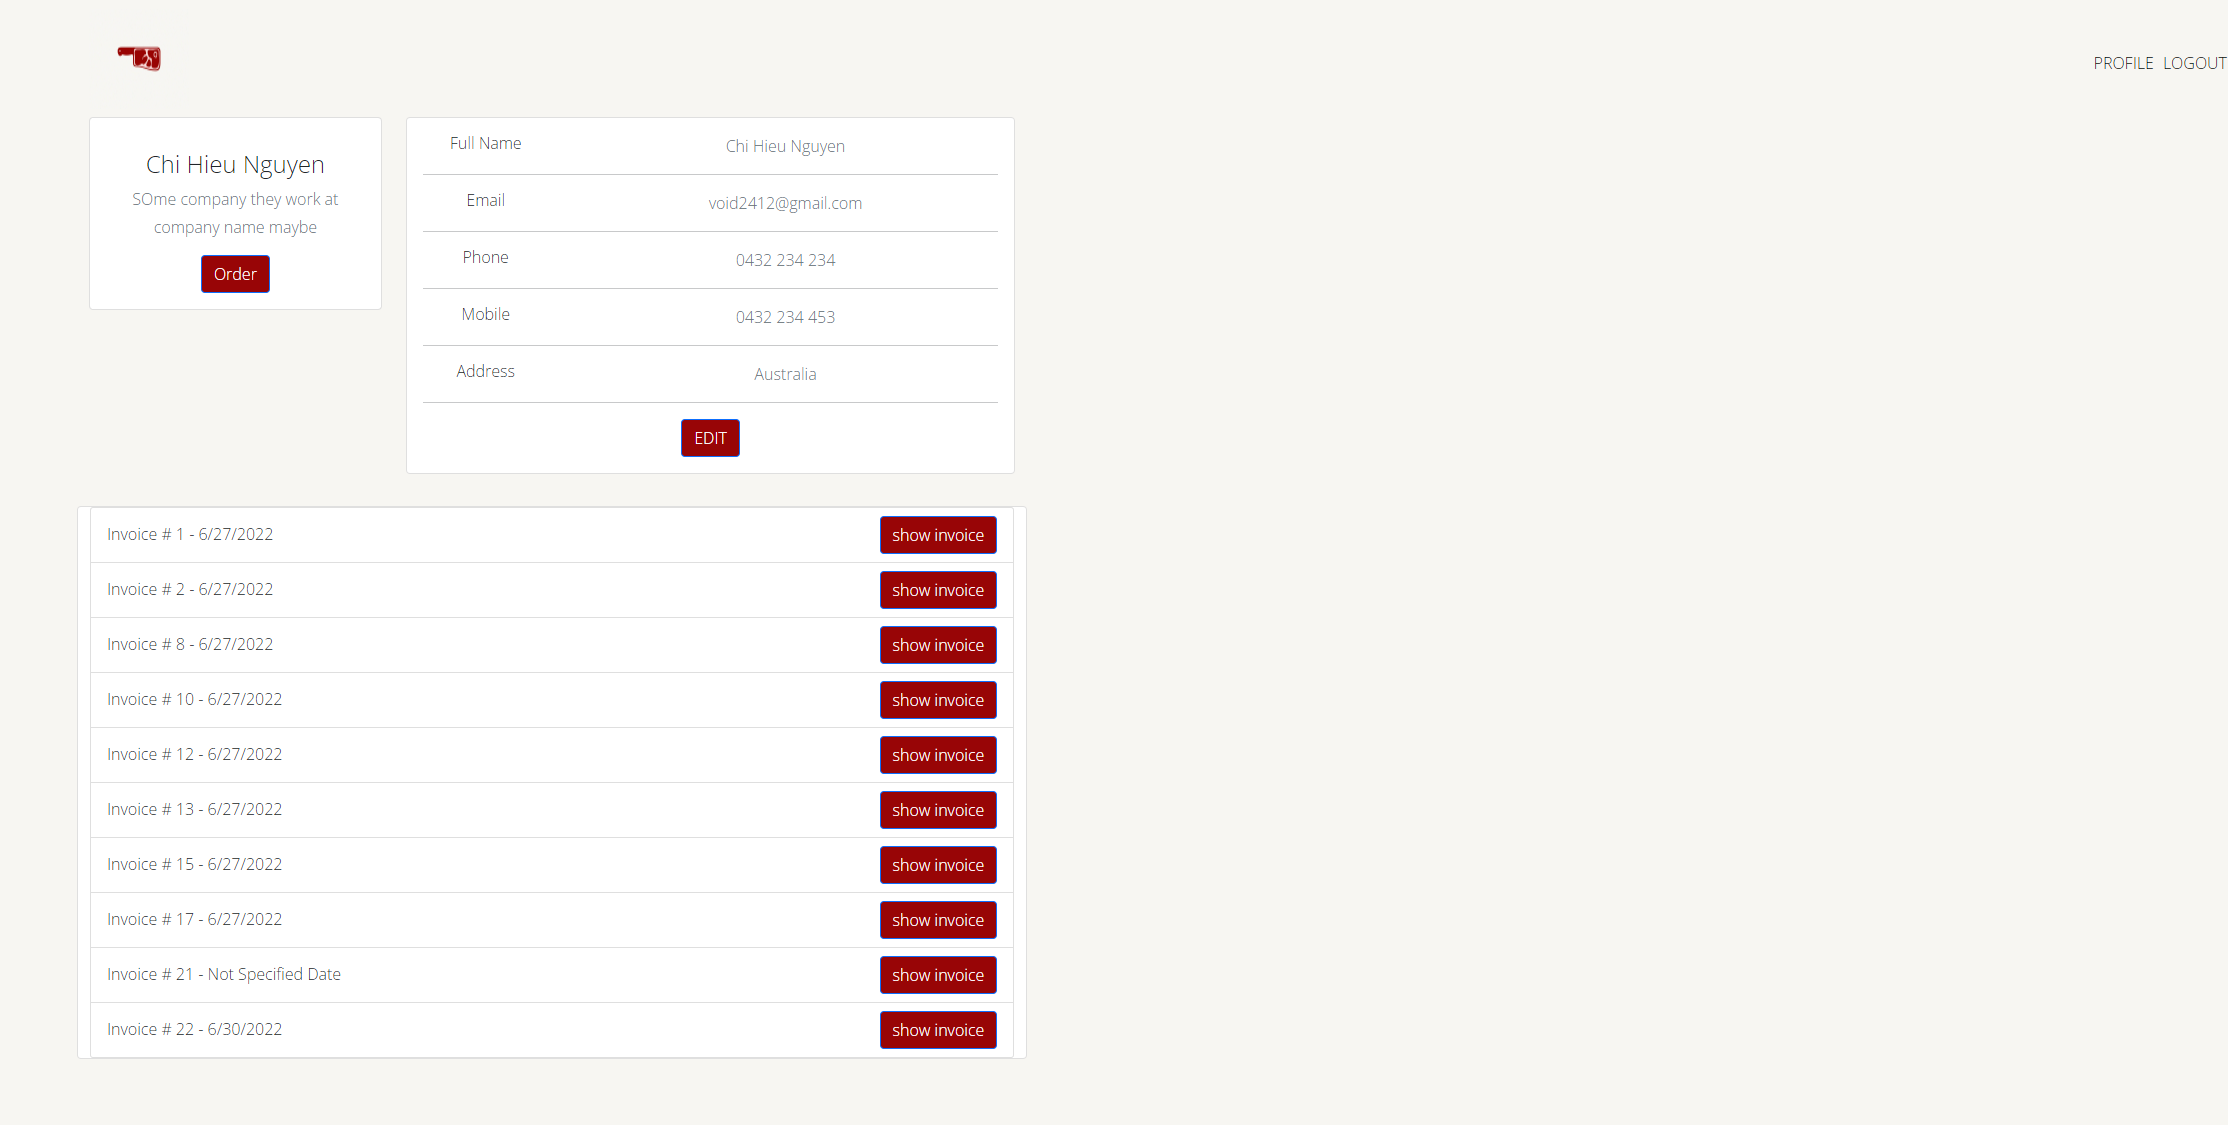 PROFILE LOGOUT
Chi Hieu Nguyen
SOme company they work at
company name maybe
Order
Full Name Chi Hieu Nguyen
Email void2412@gmail.com
Phone 0432 234 234
Mobile 0432 234 453
Address Australia
EDIT
Invoice # 1 - 6/27/2022 show invoice
Invoice # 2 - 6/27/2022 show invoice
Invoice # 8 - 6/27/2022 show invoice
Invoice # 10 - 6/27/2022 show invoice
Invoice # 12 - 6/27/2022 show invoice
Invoice # 13 - 6/27/2022 show invoice
Invoice # 15 - 6/27/2022 show invoice
Invoice # 17 - 6/27/2022 show invoice
Invoice # 21 - Not Specified Date show invoice
Invoice # 22 - 6/30/2022 show invoice